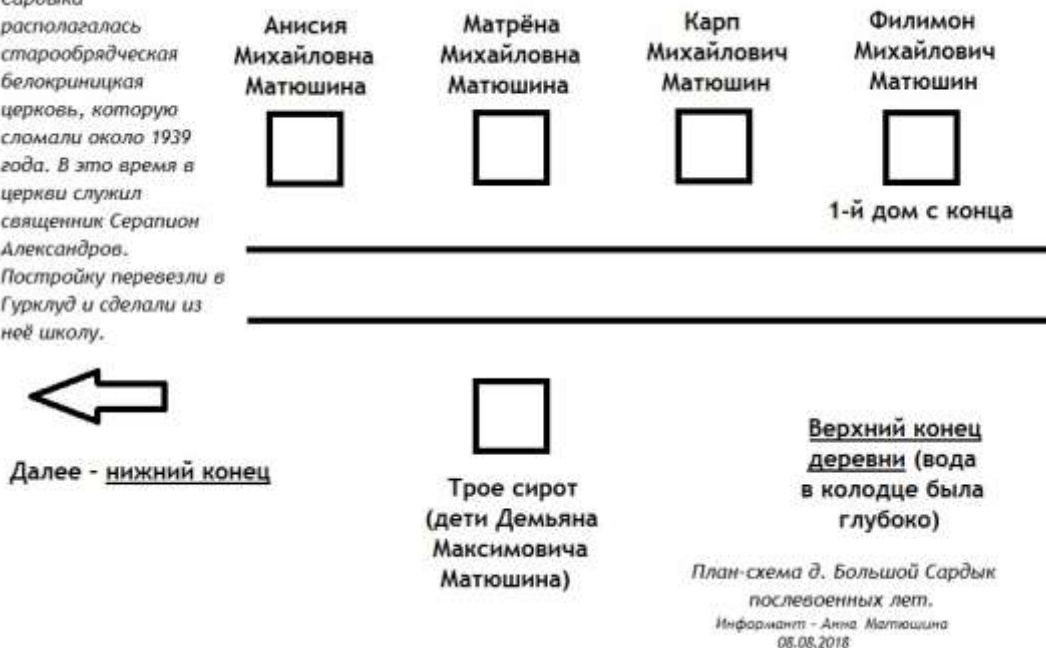 располагалась
старообрядческая
белокриницкая
церковь, которую
сломали около 1939
года. В это время в
церкви служил
священник Серапион
Александров.
Постройку перевезли в
Гурклуд и сделали из
неё школу.
Анисия
Михайловна
Матюшина
Матрёна
Михайловна
Матюшина
Карп
Михайлович
Матюшин
Филимон
Михайлович
Матюшин
1-й дом с конца
Далее - нижний конец
Трое сирот
(дети Демьяна
Максимовича
Матюшина)
Верхний конец
деревни (вода
в колодце была
глубоко)
План-схема д. Большой Сардык
послевоенных лет.
Информант - Анна Матюшина
08.08.2018